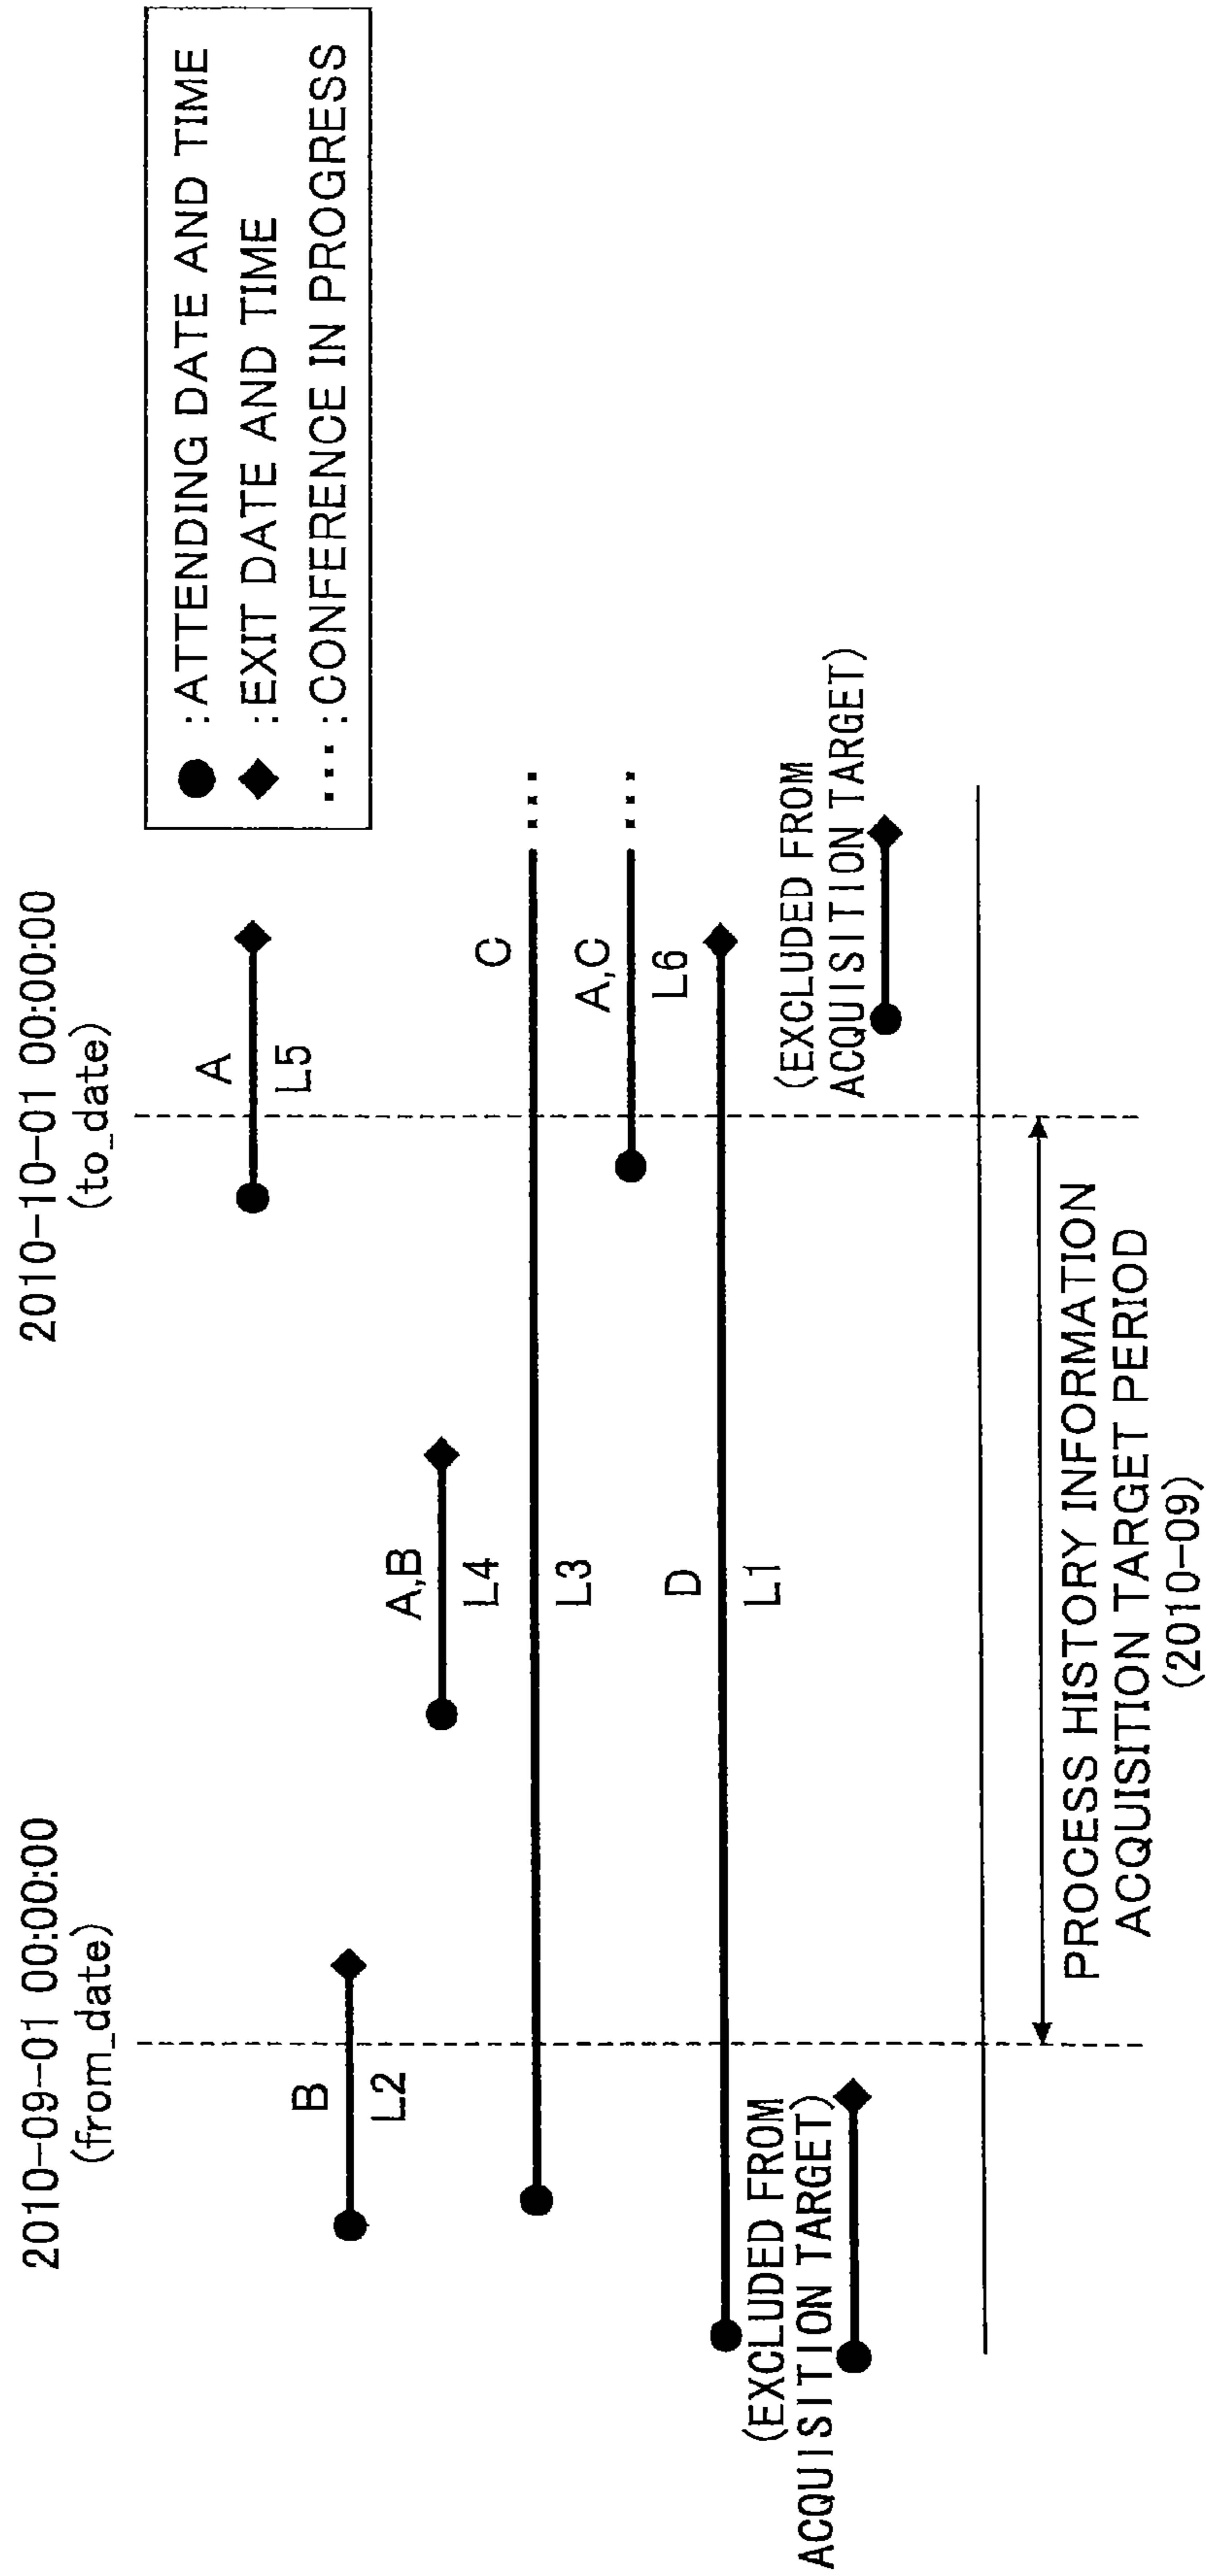 2010-09-01 00:00:00
(from_date)
2010-10-01 00:00:00
(to_date)
● :ATTENDING DATE AND TIME
◆ :EXIT DATE AND TIME
... :CONFERENCE IN PROGRESS
A
L5
B
L2
A,B
L4
C
L3
A,C
L6
D
L1
(EXCLUDED FROM
ACQUISITION TARGET)
(EXCLUDED FROM
ACQUISITION TARGET)
PROCESS HISTORY INFORMATION
ACQUISITION TARGET PERIOD
(2010-09)